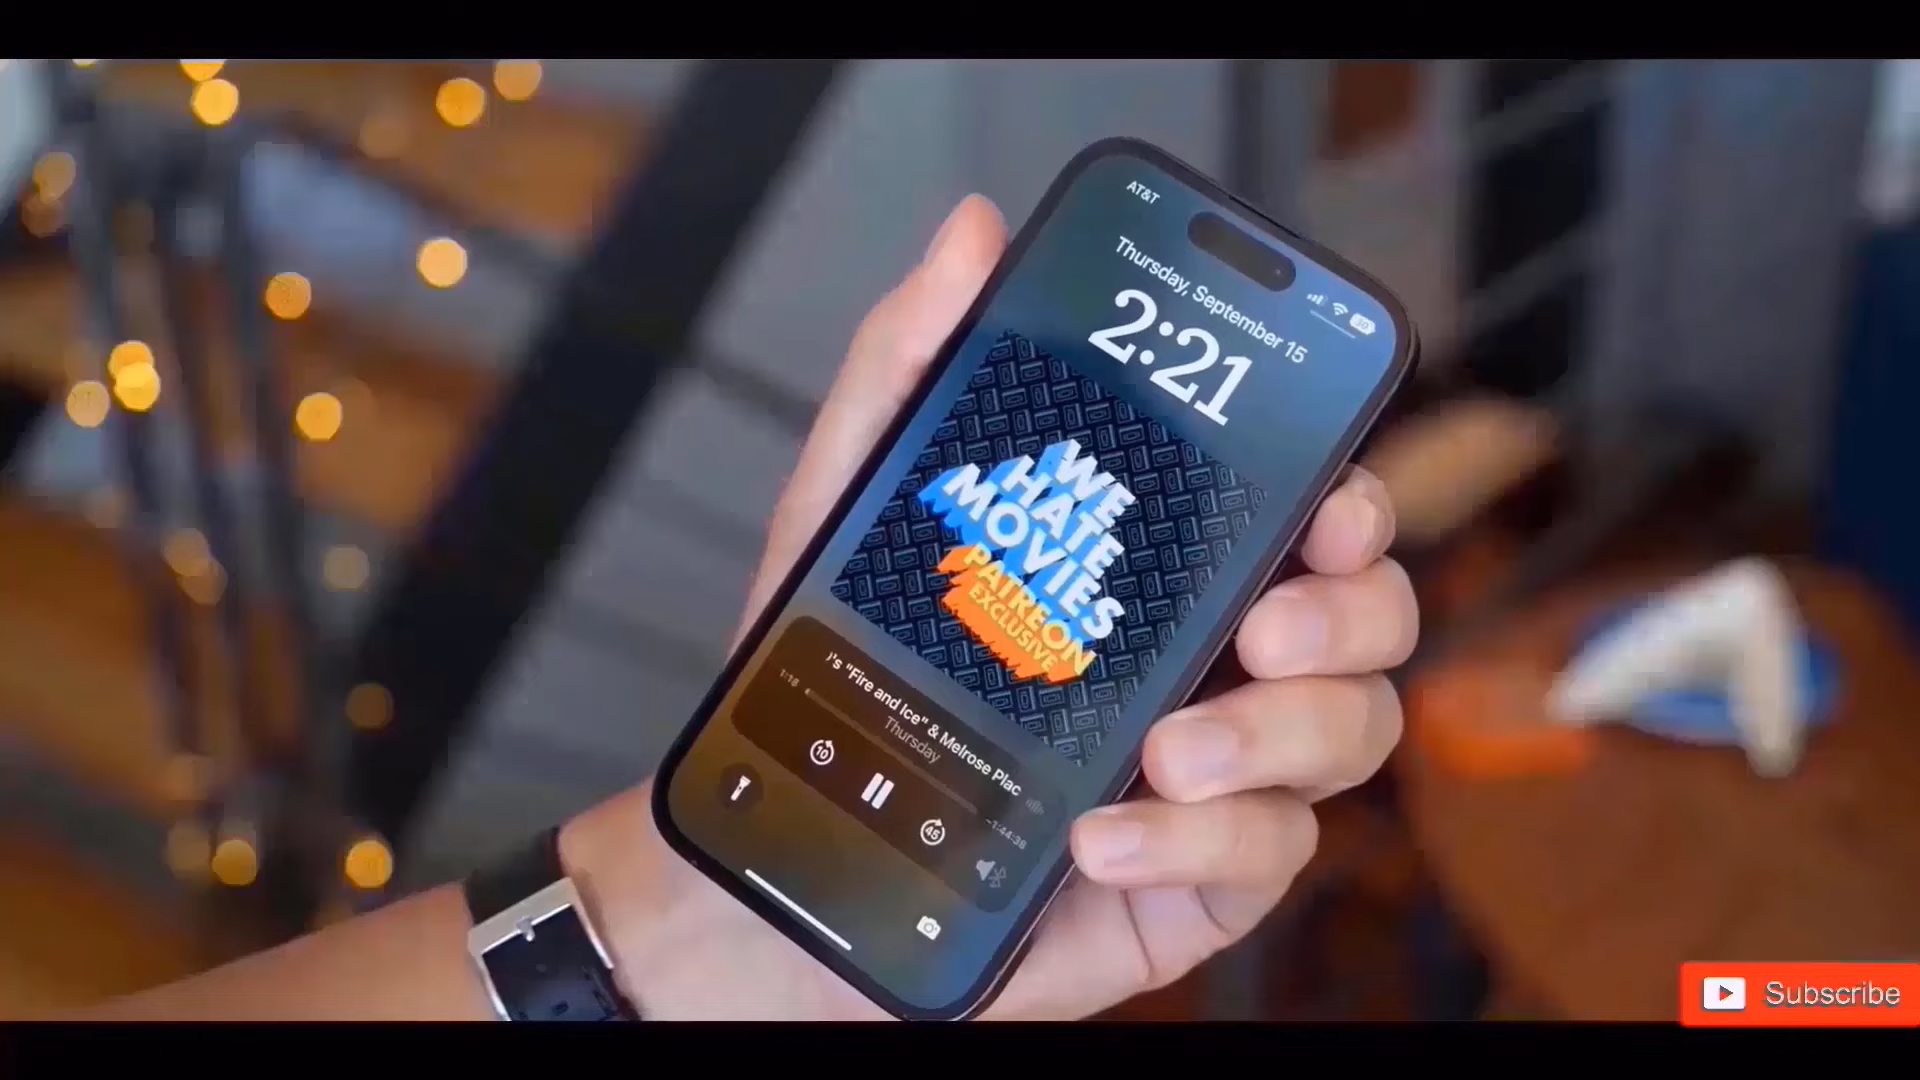 AT&T
Thursday, September 15
2:21
WE
HATE
MOVIES
PATREON
EXCLUSIVE
)'s "Fire and Ice" & Melrose Plac
Thursday
1:18
-1:44:38
10
45
Subscribe